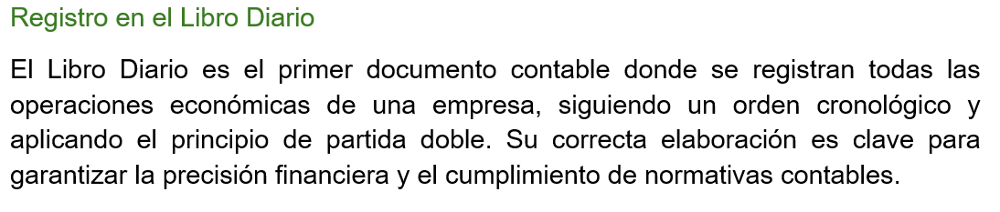 Registro en el Libro Diario
El Libro Diario es el primer documento contable donde se registran todas las
operaciones económicas de una empresa, siguiendo un orden cronológico y
aplicando el principio de partida doble. Su correcta elaboración es clave para
garantizar la precisión financiera y el cumplimiento de normativas contables.